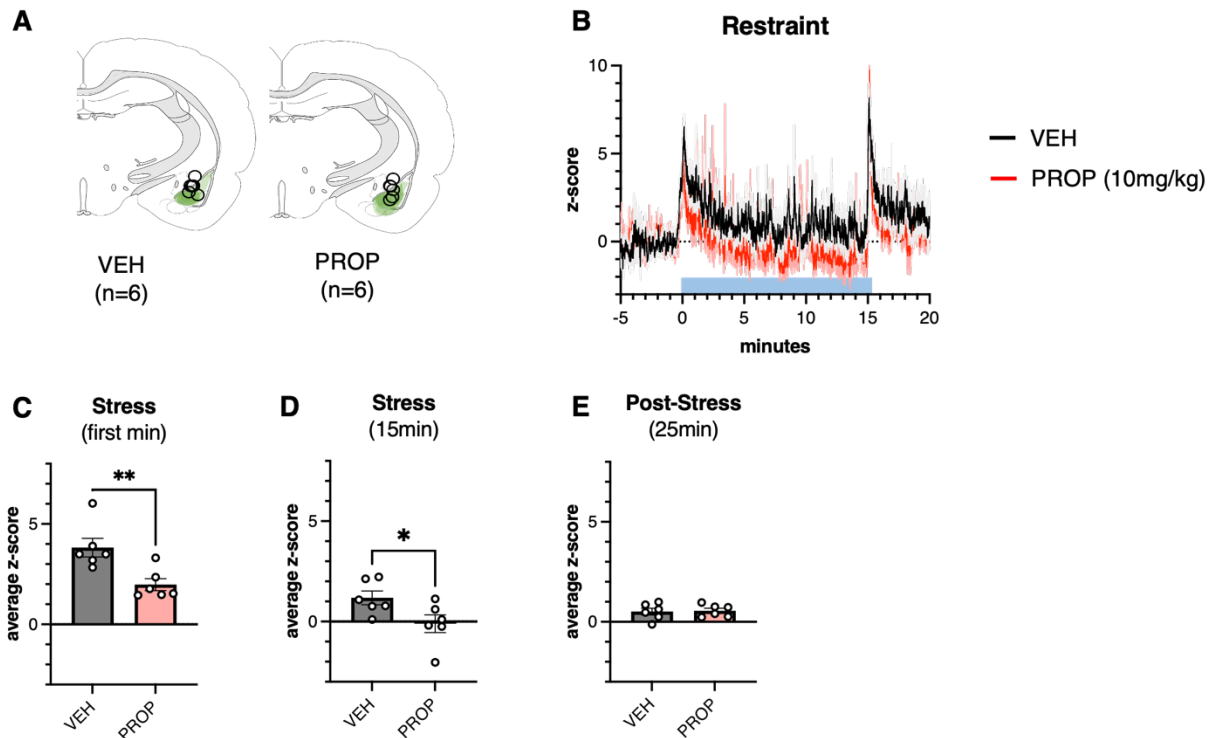 A
VEH
(n=6)
PROP
(n=6)
B
Restraint
z-score
10
5
0
-5
0
5
10
15
20
minutes
VEH
PROP (10mg/kg)
C
Stress
(first min)
**
average z-score
5
0
VEH
PROP
D
Stress
(15min)
*
average z-score
5
0
VEH
PROP
E
Post-Stress
(25min)
average z-score
5
0
VEH
PROP